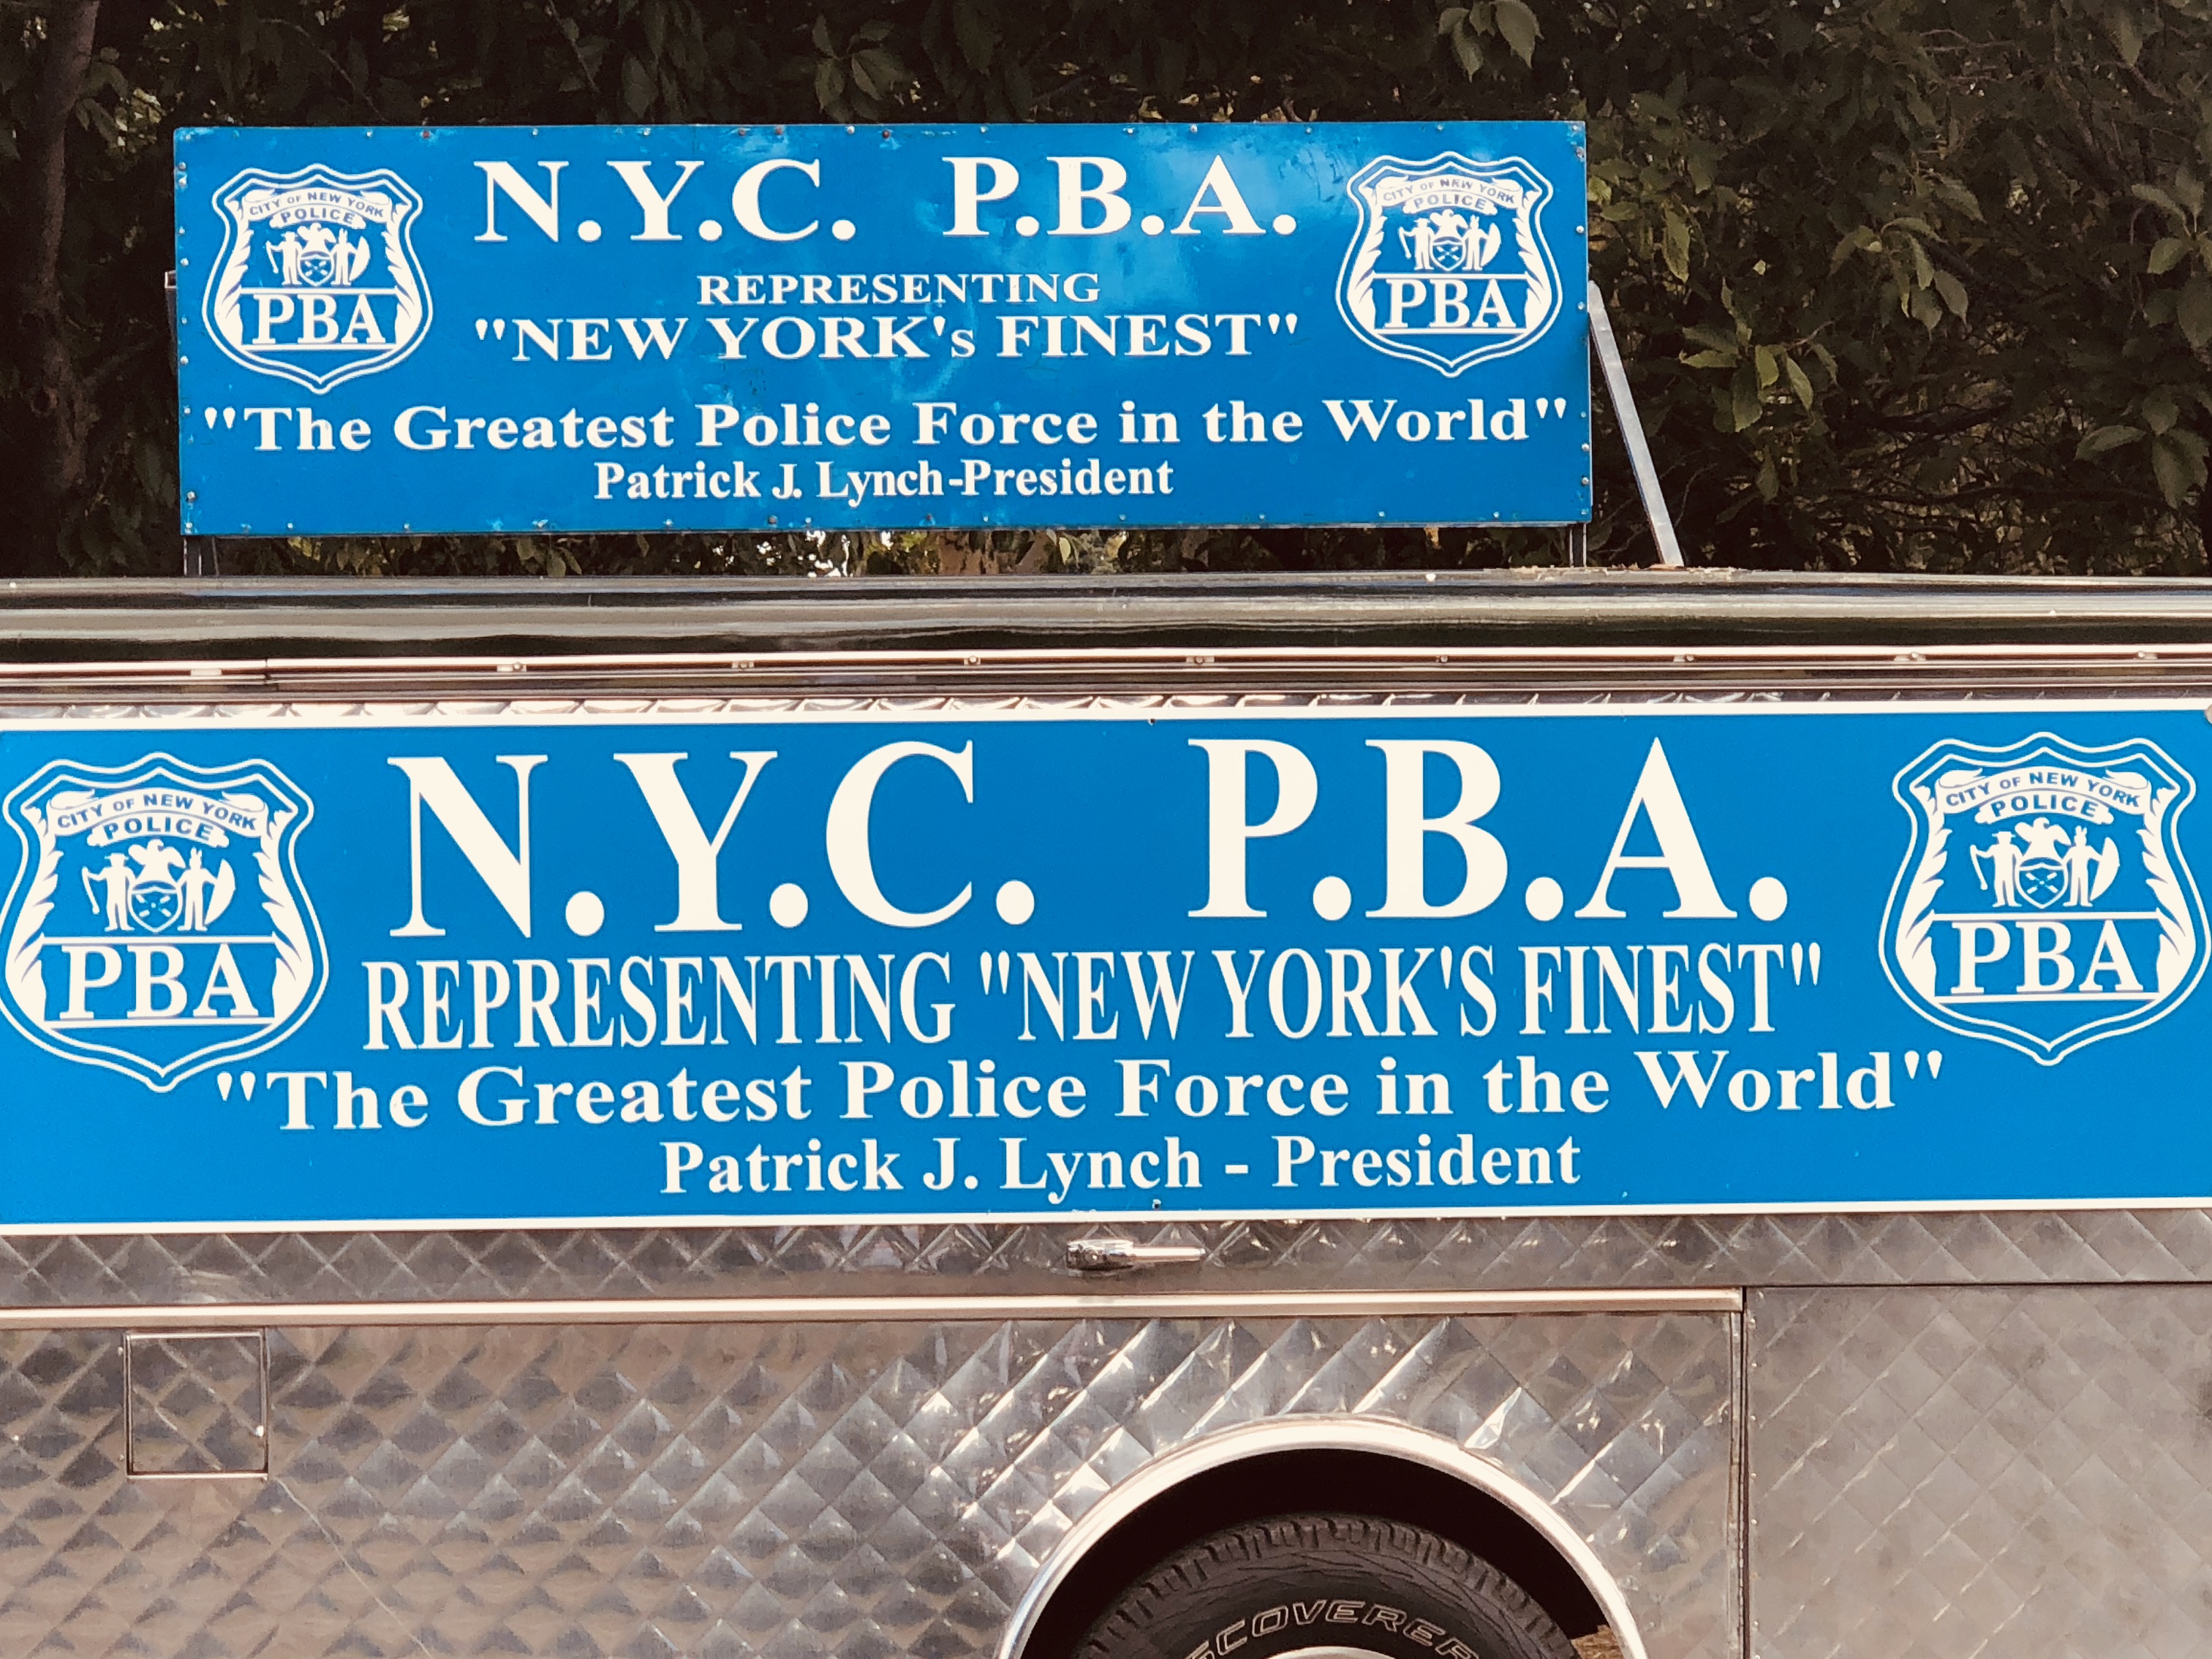 N.Y.C. P.B.A.
CITY OF NEW YORK
POLICE
PBA
CITY OF NEW YORK
POLICE
PBA
REPRESENTING
"NEW YORK's FINEST"
"The Greatest Police Force in the World"
Patrick J. Lynch-President
N.Y.C. P.B.A.
CITY OF NEW YORK
POLICE
PBA
CITY OF NEW YORK
POLICE
PBA
REPRESENTING "NEW YORK'S FINEST"
"The Greatest Police Force in the World"
Patrick J. Lynch - President